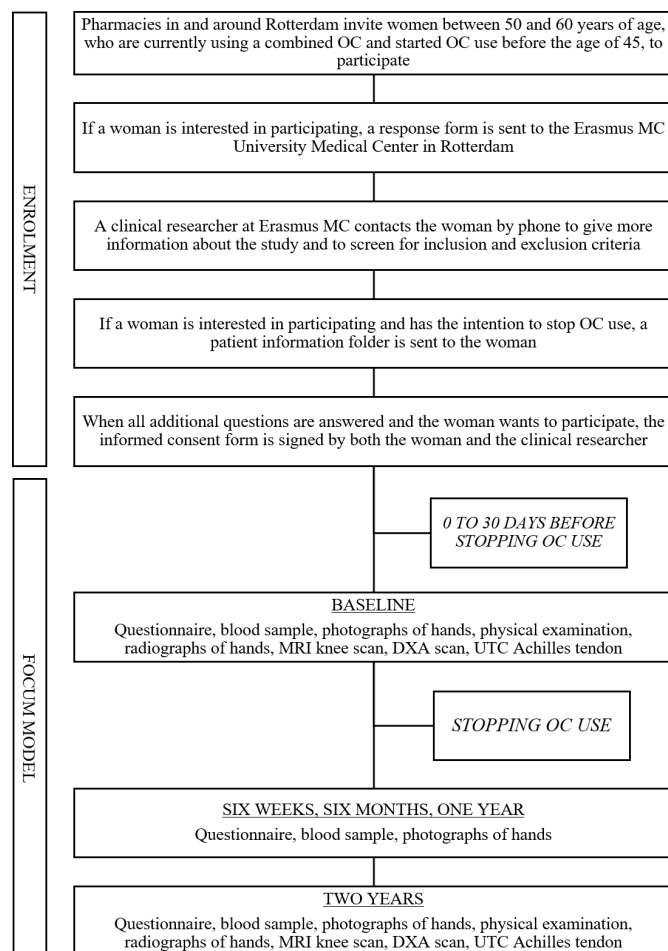 Pharmacies in and around Rotterdam invite women between 50 and 60 years of age,
who are currently using a combined OC and started OC use before the age of 45, to
participate
If a woman is interested in participating, a response form is sent to the Erasmus MC
University Medical Center in Rotterdam
ENROLMENT
A clinical researcher at Erasmus MC contacts the woman by phone to give more
information about the study and to screen for inclusion and exclusion criteria
If a woman is interested in participating and has the intention to stop OC use, a
patient information folder is sent to the woman
When all additional questions are answered and the woman wants to participate, the
informed consent form is signed by both the woman and the clinical researcher
0 TO 30 DAYS BEFORE
STOPPING OC USE
BASELINE
Questionnaire, blood sample, photographs of hands, physical examination,
radiographs of hands, MRI knee scan, DXA scan, UTC Achilles tendon
FOCUM MODEL
STOPPING OC USE
SIX WEEKS, SIX MONTHS, ONE YEAR
Questionnaire, blood sample, photographs of hands
TWO YEARS
Questionnaire, blood sample, photographs of hands, physical examination,
radiographs of hands, MRI knee scan, DXA scan, UTC Achilles tendon